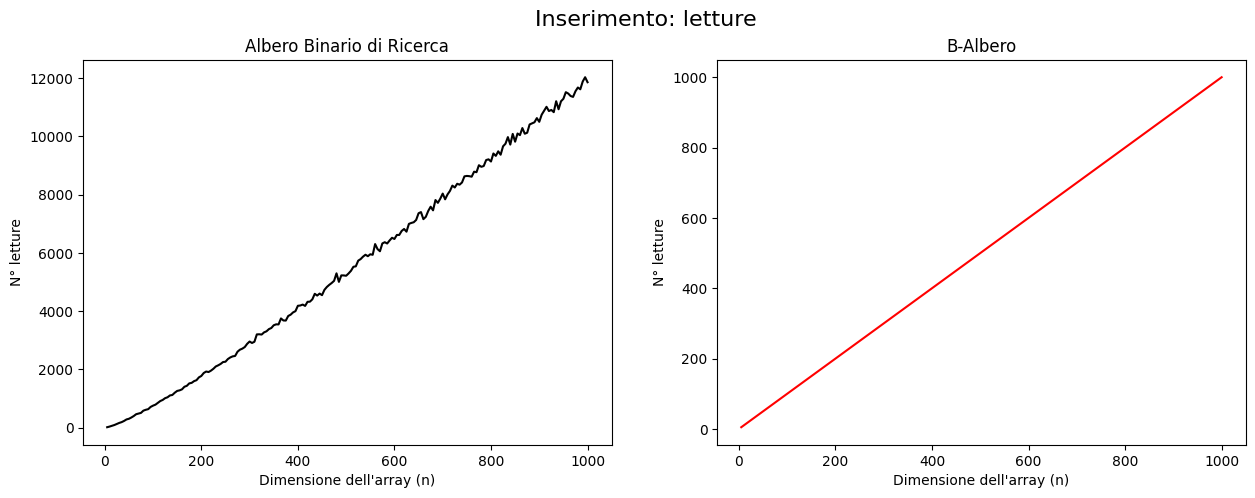 Inserimento: letture
Albero Binario di Ricerca
12000
10000
8000
6000
4000
2000
0
N° letture
0 200 400 600 800 1000
Dimensione dell'array (n)
B-Albero
1000
800
600
400
200
0
N° letture
0 200 400 600 800 1000
Dimensione dell'array (n)